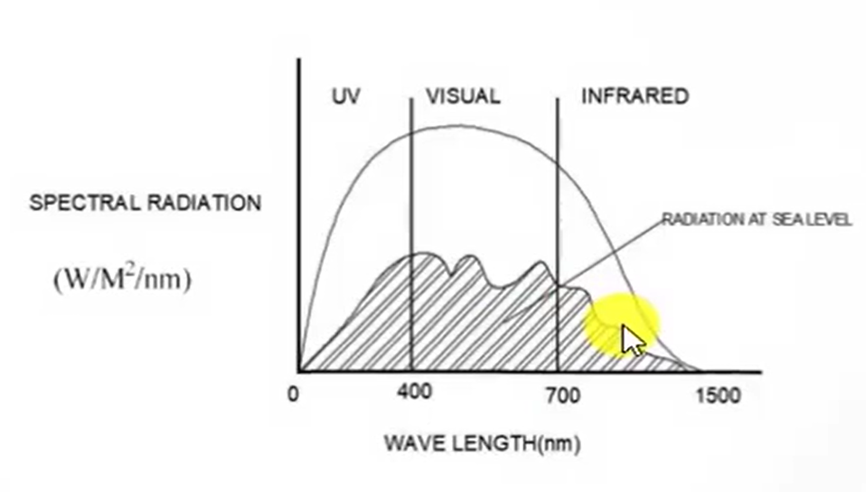 UV VISUAL INFRARED
SPECTRAL RADIATION
RADIATION AT SEA LEVEL
(W/M²/nm)
0 400 700 1500
WAVE LENGTH(nm)